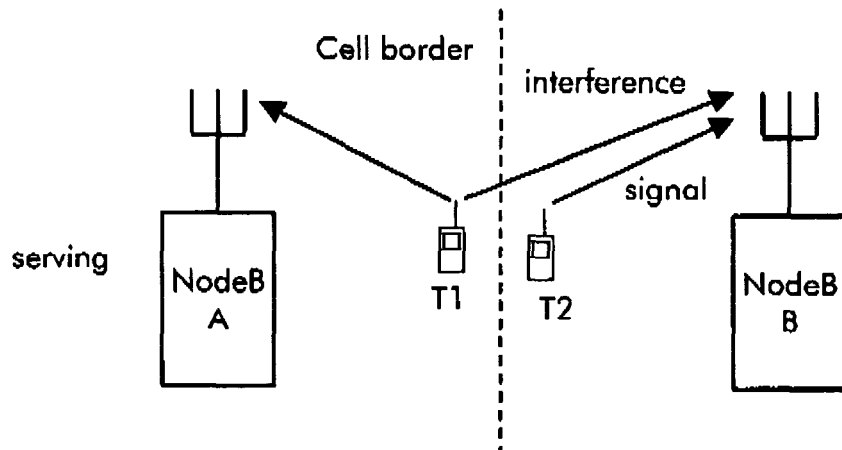 Cell border
interference
signal
serving
NodeB
A
T1
T2
NodeB
B